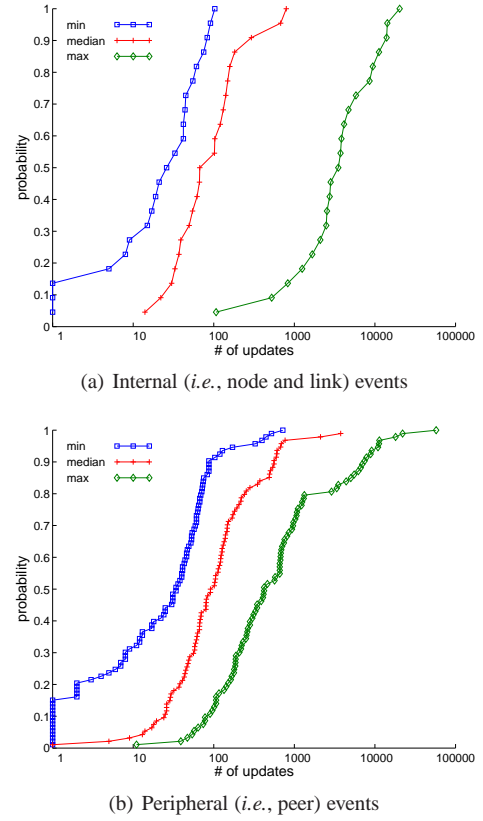 1
0.9
0.8
0.7
0.6
0.5
0.4
0.3
0.2
0.1
0
probability
min
median
max
1 10 100 1000 10000 100000
# of updates
(a) Internal (i.e., node and link) events
1
0.9
0.8
0.7
0.6
0.5
0.4
0.3
0.2
0.1
0
probability
min
median
max
1 10 100 1000 10000 100000
# of updates
(b) Peripheral (i.e., peer) events